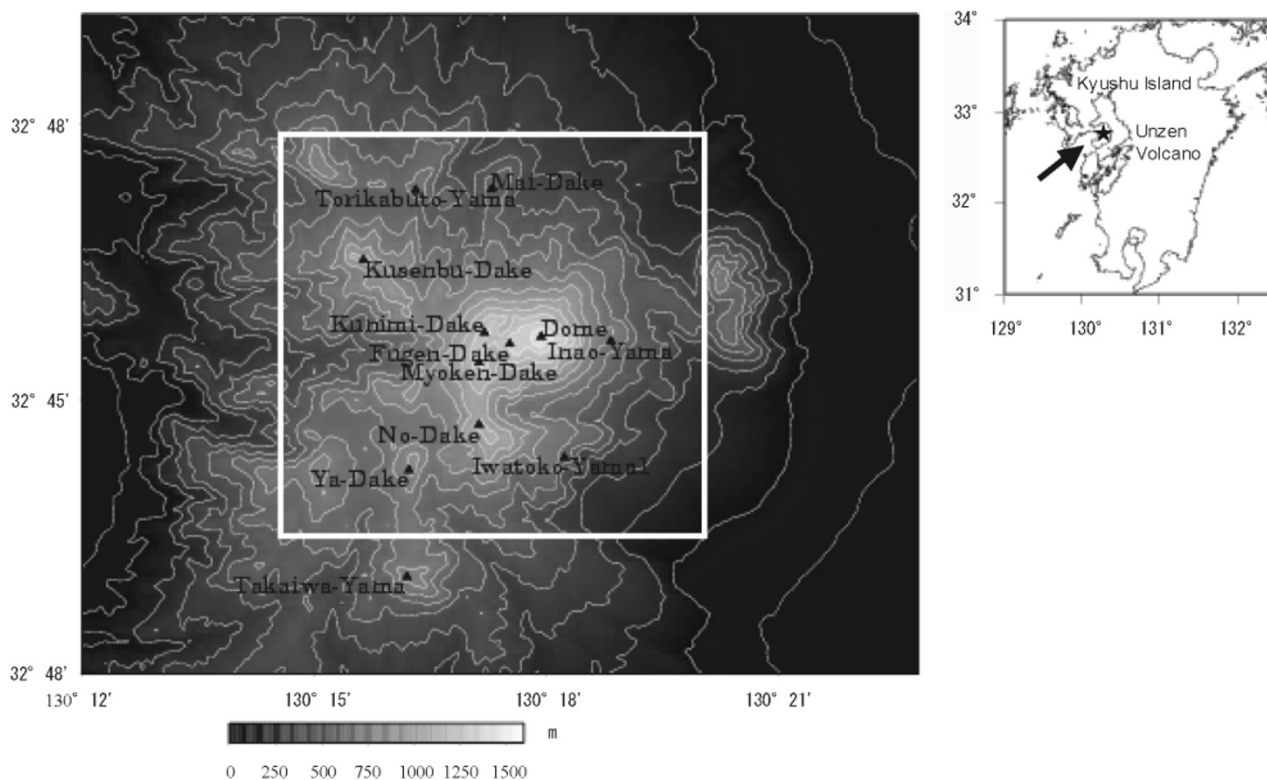 32° 48'
32° 45'
32° 48'
130° 12'
130° 15'
130° 18'
130° 21'
Torikabuto-Yama
Mai-Dake
Kusenbu-Dake
Kunimi-Dake
Dome
Fugen-Dake
Inao-Yama
Myoken-Dake
No-Dake
Iwatoko-Yama1
Ya-Dake
Takaiwa-Yama
m
0 250 500 750 1000 1250 1500
34°
33°
32°
31°
129° 130° 131° 132°
Kyushu Island
Unzen
Volcano